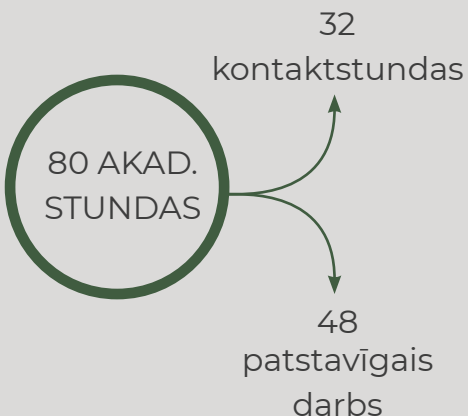 32
kontaktstundas
80 AKAD.
STUNDAS
48
patstavīgais
darbs